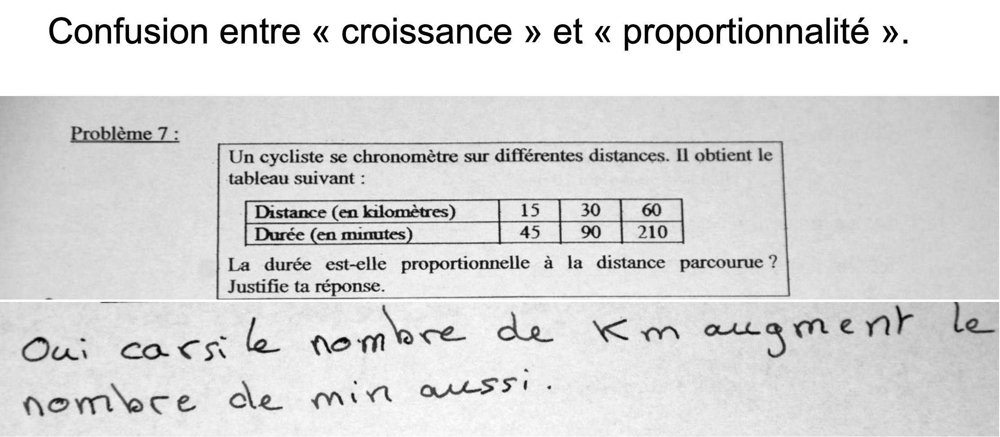 Confusion entre « croissance » et « proportionnalité ».
Problème 7 :
Un cycliste se chronomètre sur différentes distances. Il obtient le
tableau suivant :
Distance (en kilomètres) 15 30 60
Durée (en minutes) 45 90 210
La durée est-elle proportionnelle à la distance parcourue ?
Justifie ta réponse.
Oui car si le nombre de Km augment le
nombre de min aussi.